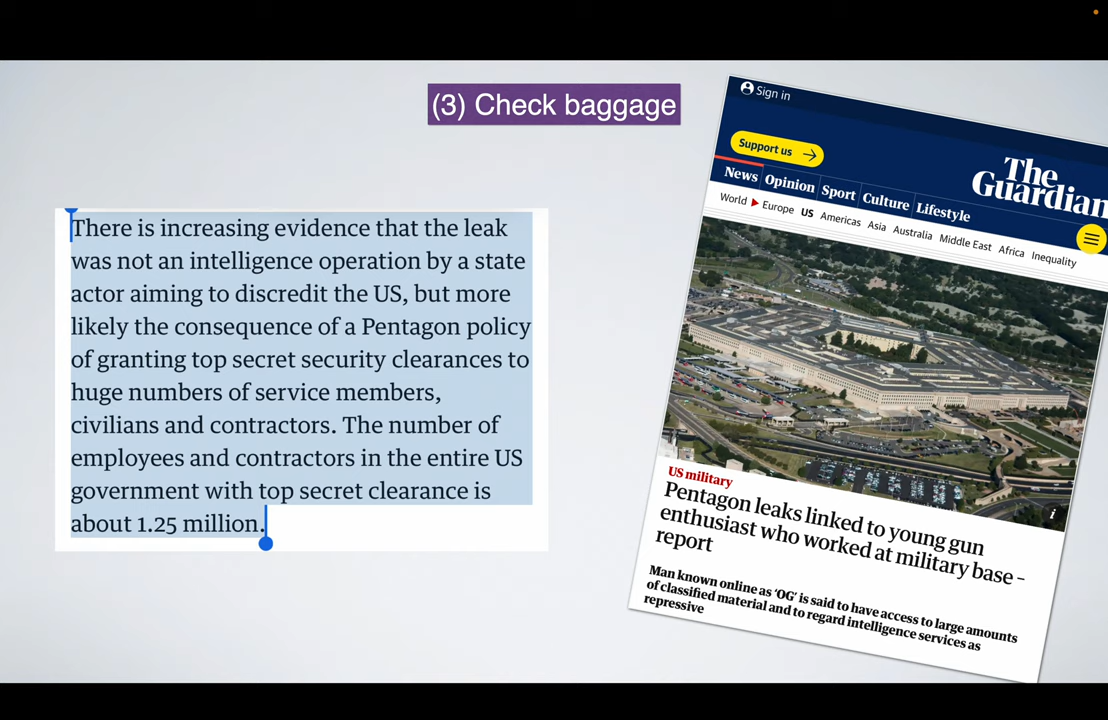 (3) Check baggage
There is increasing evidence that the leak
was not an intelligence operation by a state
actor aiming to discredit the US, but more
likely the consequence of a Pentagon policy
of granting top secret security clearances to
huge numbers of service members,
civilians and contractors. The number of
employees and contractors in the entire US
government with top secret clearance is
about 1.25 million.
Sign in
Support us
The
Guardian
News Opinion Sport Culture Lifestyle
World Europe US Americas Asia Australia Middle East Africa Inequality
i
US military
Pentagon leaks linked to young gun
enthusiast who worked at military base –
report
Man known online as ‘OG’ is said to have access to large amounts
of classified material and to regard intelligence services as
repressive